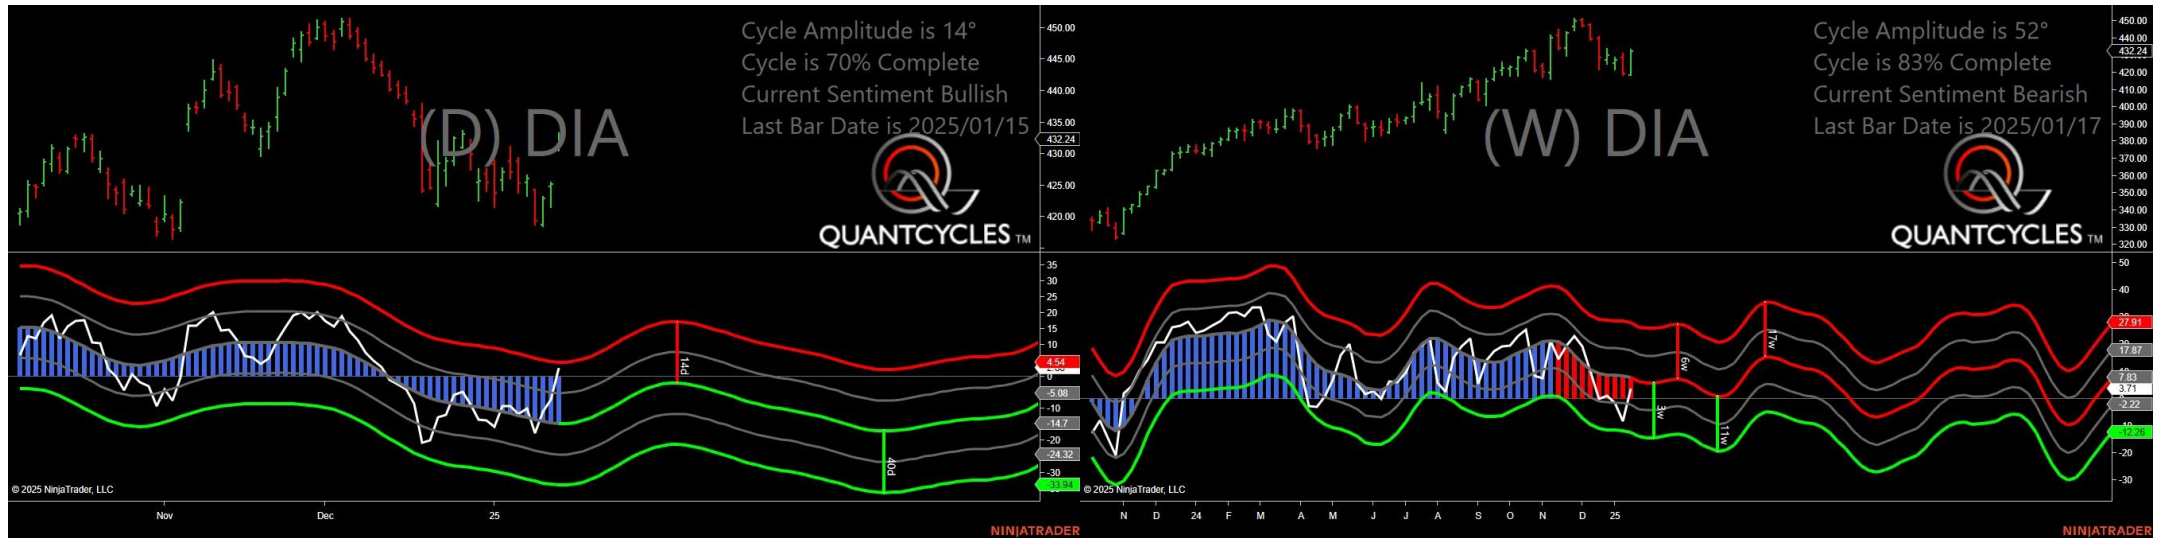 Cycle Amplitude is 14°
Cycle is 70% Complete
Current Sentiment Bullish
Last Bar Date is 2025/01/15
(D) DIA
QUANTCYCLES TM
450.00
445.00
440.00
435.00
432.24
430.00
425.00
420.00
35
30
25
20
15
10
4.54
0
-5.08
-10
-14.7
-20
-24.32
-30
-33.94
14d
40d
© 2025 NinjaTrader, LLC
Nov
Dec
25
NINJATRADER
Cycle Amplitude is 52°
Cycle is 83% Complete
Current Sentiment Bearish
Last Bar Date is 2025/01/17
(W) DIA
QUANTCYCLES TM
450.00
440.00
432.24
420.00
410.00
400.00
390.00
380.00
370.00
360.00
350.00
340.00
330.00
320.00
50
40
27.91
17.87
7.83
3.71
-2.22
-12.26
-20
-30
6w
17w
3w
11w
© 2025 NinjaTrader, LLC
N
D
24
F
M
A
M
J
J
A
S
O
N
D
25
NINJATRADER